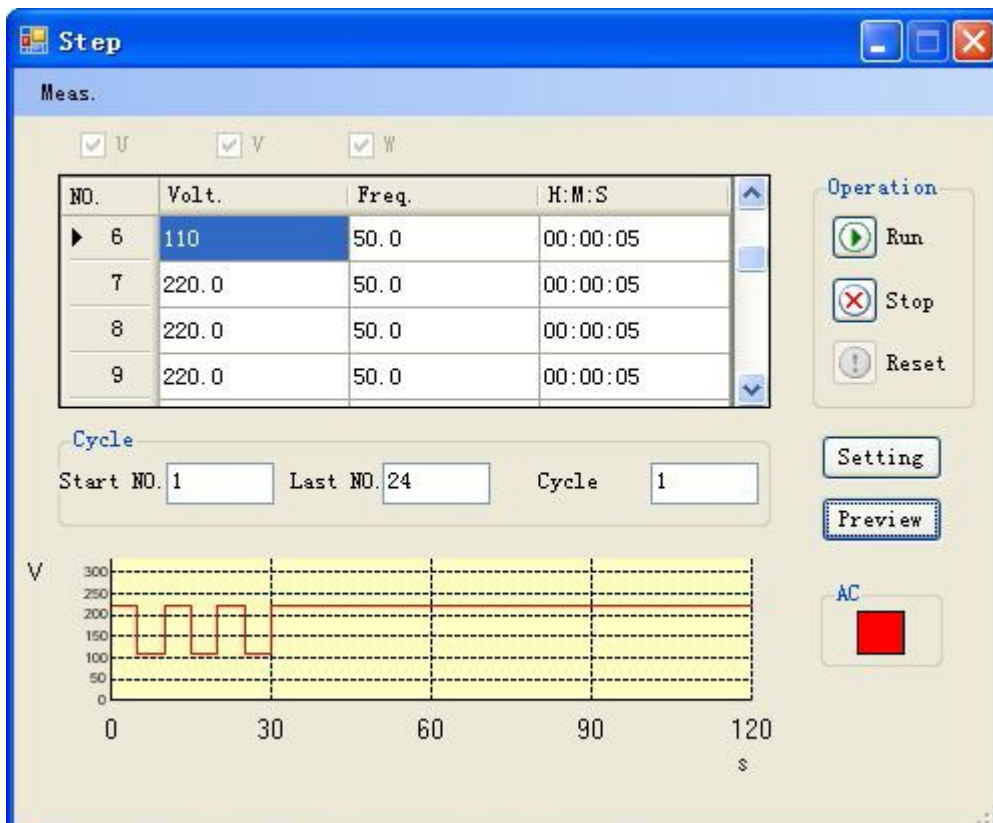 Step
Meas.
U V W
NO. Volt. Freq. H:M:S
6 110 50.0 00:00:05
7 220.0 50.0 00:00:05
8 220.0 50.0 00:00:05
9 220.0 50.0 00:00:05
Operation
Run
Stop
Reset
Cycle
Start NO. 1 Last NO. 24 Cycle 1
Setting
Preview
V
300
250
200
150
100
50
0
0 30 60 90 120
s
AC